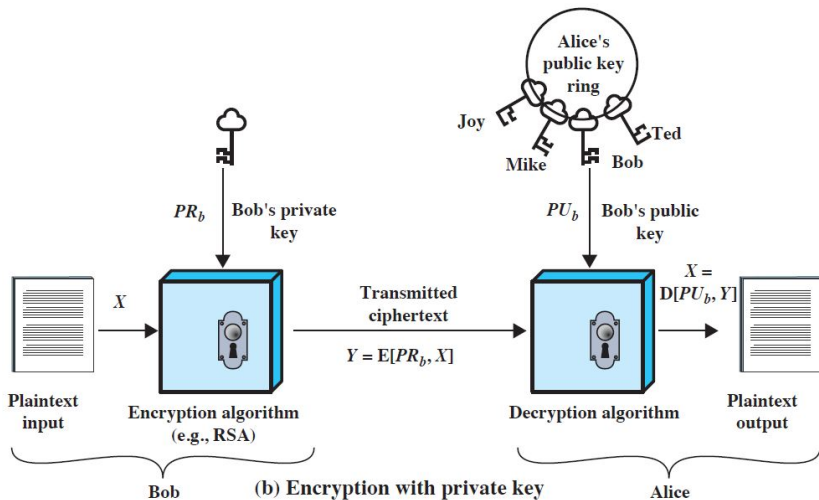 Alice's
public key
ring
Joy
Mike
Bob
Ted
PR_b
Bob's private
key
PU_b
Bob's public
key
X
Transmitted
ciphertext
Y = E[PR_b, X]
X =
D[PU_b, Y]
Plaintext
input
Encryption algorithm
(e.g., RSA)
Decryption algorithm
Plaintext
output
Bob
(b) Encryption with private key
Alice